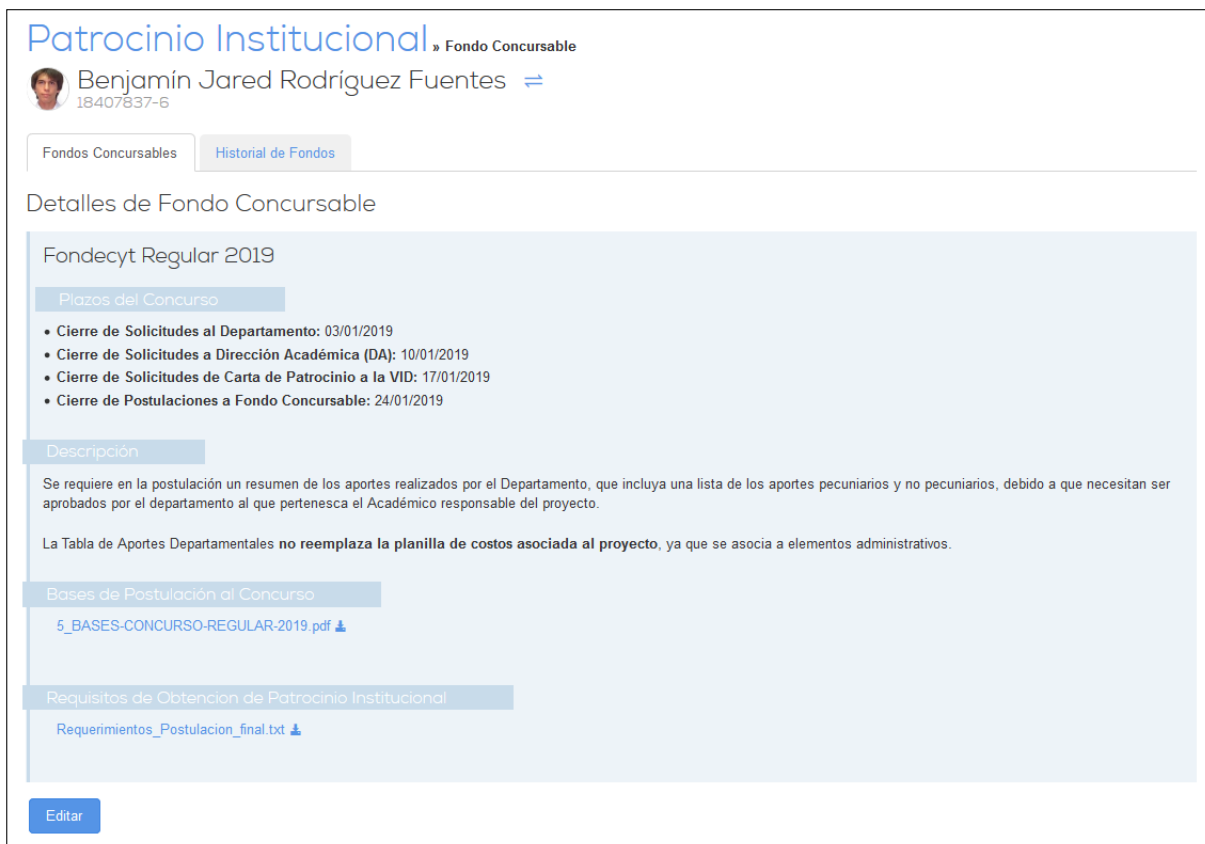 Patrocinio Institucional » Fondo Concursable
Benjamín Jared Rodríguez Fuentes
18407837-6
Fondos Concursables Historial de Fondos
Detalles de Fondo Concursable
Fondecyt Regular 2019
Plazos del Concurso
• Cierre de Solicitudes al Departamento: 03/01/2019
• Cierre de Solicitudes a Dirección Académica (DA): 10/01/2019
• Cierre de Solicitudes de Carta de Patrocinio a la VID: 17/01/2019
• Cierre de Postulaciones a Fondo Concursable: 24/01/2019
Descripción
Se requiere en la postulación un resumen de los aportes realizados por el Departamento, que incluya una lista de los aportes pecuniarios y no pecuniarios, debido a que necesitan ser
aprobados por el departamento al que pertenesca el Académico responsable del proyecto.
La Tabla de Aportes Departamentales no reemplaza la planilla de costos asociada al proyecto, ya que se asocia a elementos administrativos.
Bases de Postulación al Concurso
5_BASES-CONCURSO-REGULAR-2019.pdf
Requisitos de Obtencion de Patrocinio Institucional
Requerimientos_Postulacion_final.txt
Editar